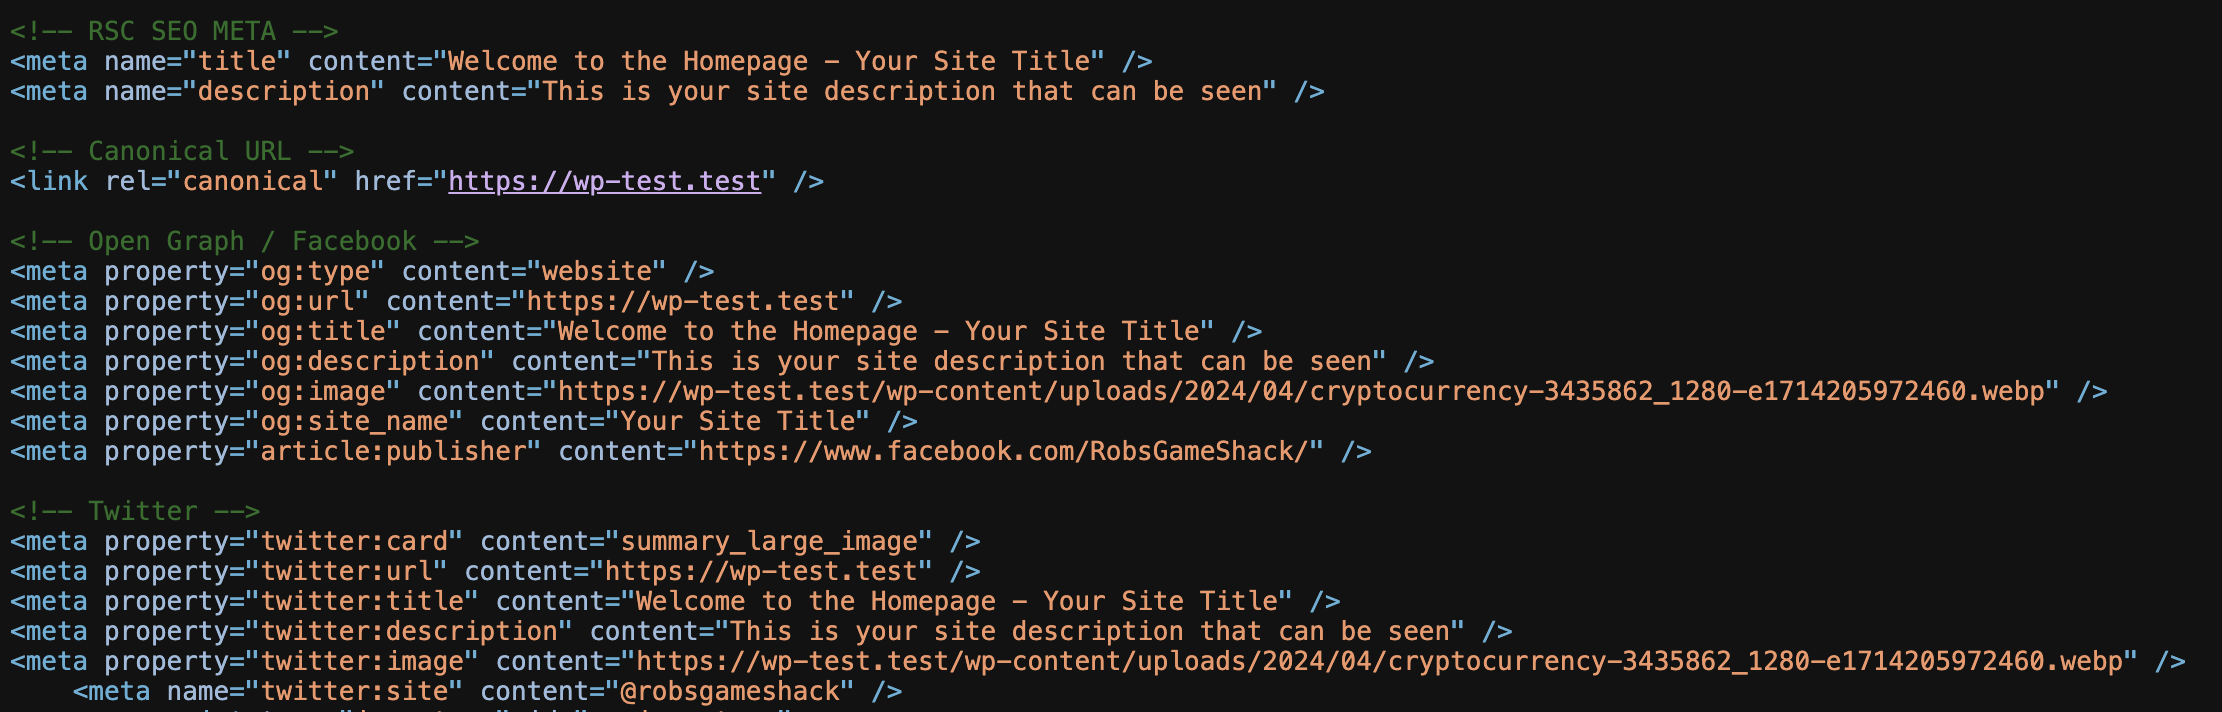 <!-- RSC SEO META -->
<meta name="title" content="Welcome to the Homepage - Your Site Title" />
<meta name="description" content="This is your site description that can be seen" />
<!-- Canonical URL -->
<link rel="canonical" href="https://wp-test.test" />
<!-- Open Graph / Facebook -->
<meta property="og:type" content="website" />
<meta property="og:url" content="https://wp-test.test" />
<meta property="og:title" content="Welcome to the Homepage - Your Site Title" />
<meta property="og:description" content="This is your site description that can be seen" />
<meta property="og:image" content="https://wp-test.test/wp-content/uploads/2024/04/cryptocurrency-3435862_1280-e1714205972460.webp" />
<meta property="og:site_name" content="Your Site Title" />
<meta property="article:publisher" content="https://www.facebook.com/RobsGameShack/" />
<!-- Twitter -->
<meta property="twitter:card" content="summary_large_image" />
<meta property="twitter:url" content="https://wp-test.test" />
<meta property="twitter:title" content="Welcome to the Homepage - Your Site Title" />
<meta property="twitter:description" content="This is your site description that can be seen" />
<meta property="twitter:image" content="https://wp-test.test/wp-content/uploads/2024/04/cryptocurrency-3435862_1280-e1714205972460.webp" />
<meta name="twitter:site" content="@robsgameshack" />